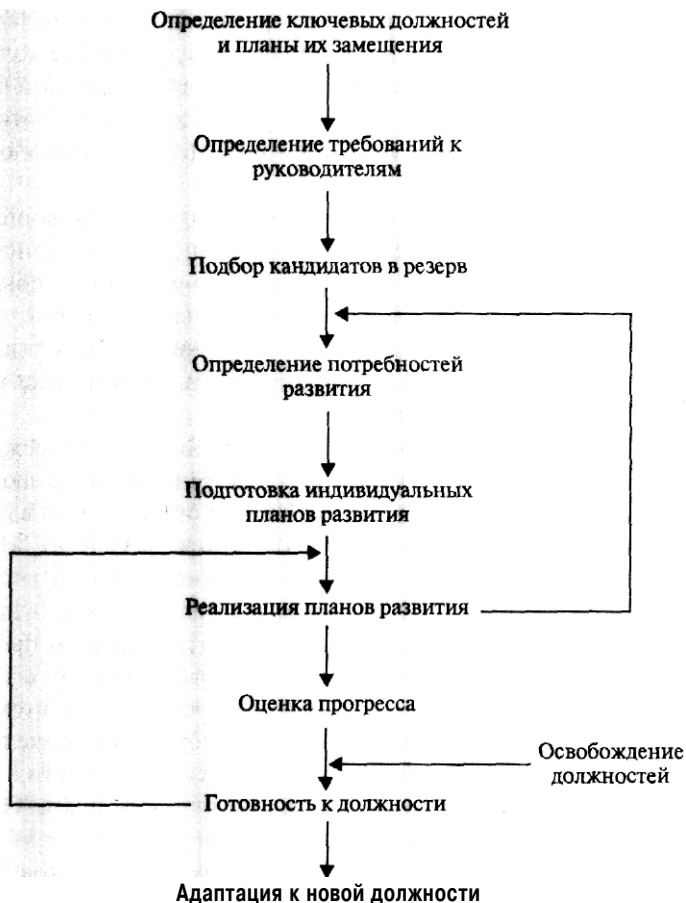 Определение ключевых должностей
и планы их замещения
Определение требований к
руководителям
Подбор кандидатов в резерв
Определение потребностей
развития
Подготовка индивидуальных
планов развития
Реализация планов развития
Оценка прогресса
Освобождение
должностей
Готовность к должности
Адаптация к новой должности